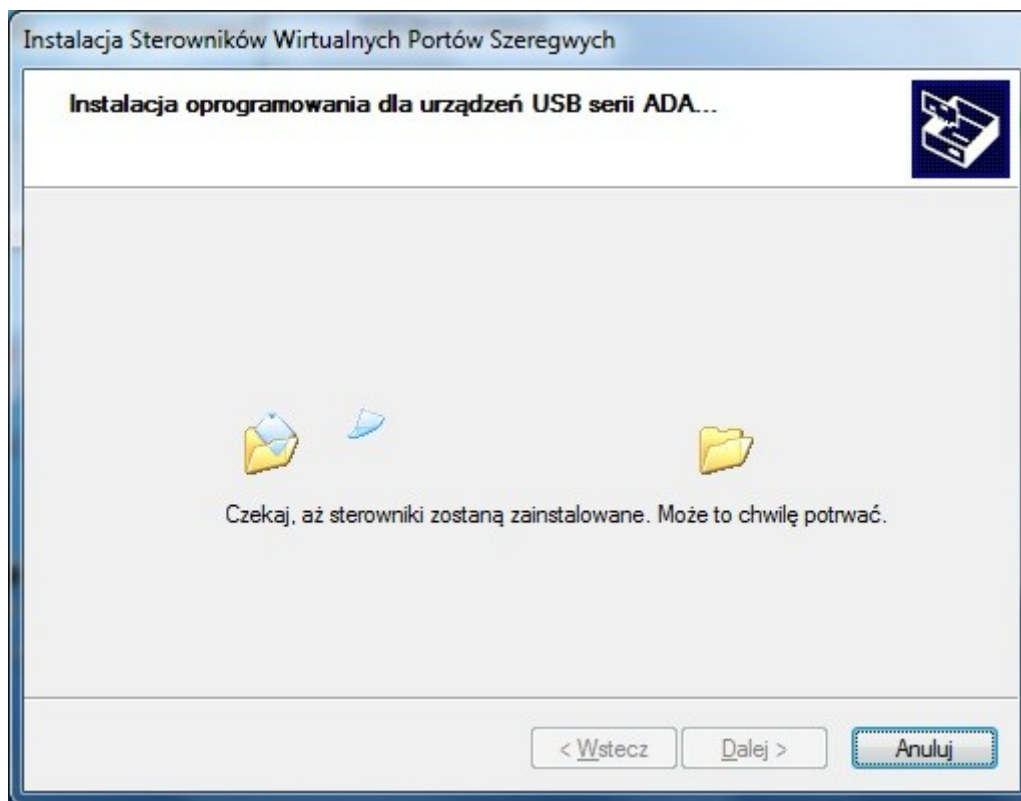 Instalacja Sterowników Wirtualnych Portów Szeregwych
Instalacja oprogramowania dla urządzeń USB serii ADA...
Czekaj, aż sterowniki zostaną zainstalowane. Może to chwilę potrwać.
< Wstecz
Dalej >
Anuluj